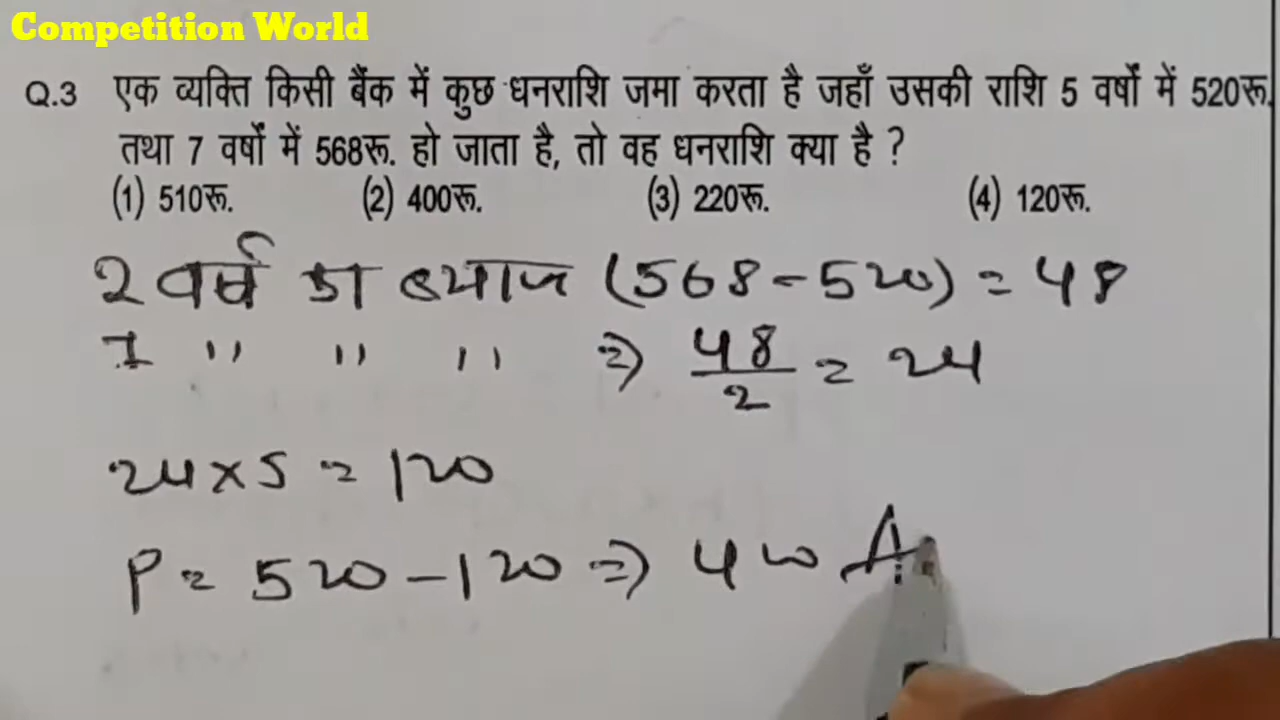 Competition World
Q.3 एक व्यक्ति किसी बैंक में कुछ धनराशि जमा करता है जहाँ उसकी राशि 5 वर्षों में 520रू.
तथा 7 वर्षों में 568रू. हो जाता है, तो वह धनराशि क्या है ?
(1) 510रू. (2) 400रू. (3) 220रू. (4) 120रू.
2 वर्ष का ब्याज (568-520) = 48
1 " " " ⇒ 48/2 = 24
24×5 = 120
P = 520-120 ⇒ 400 A